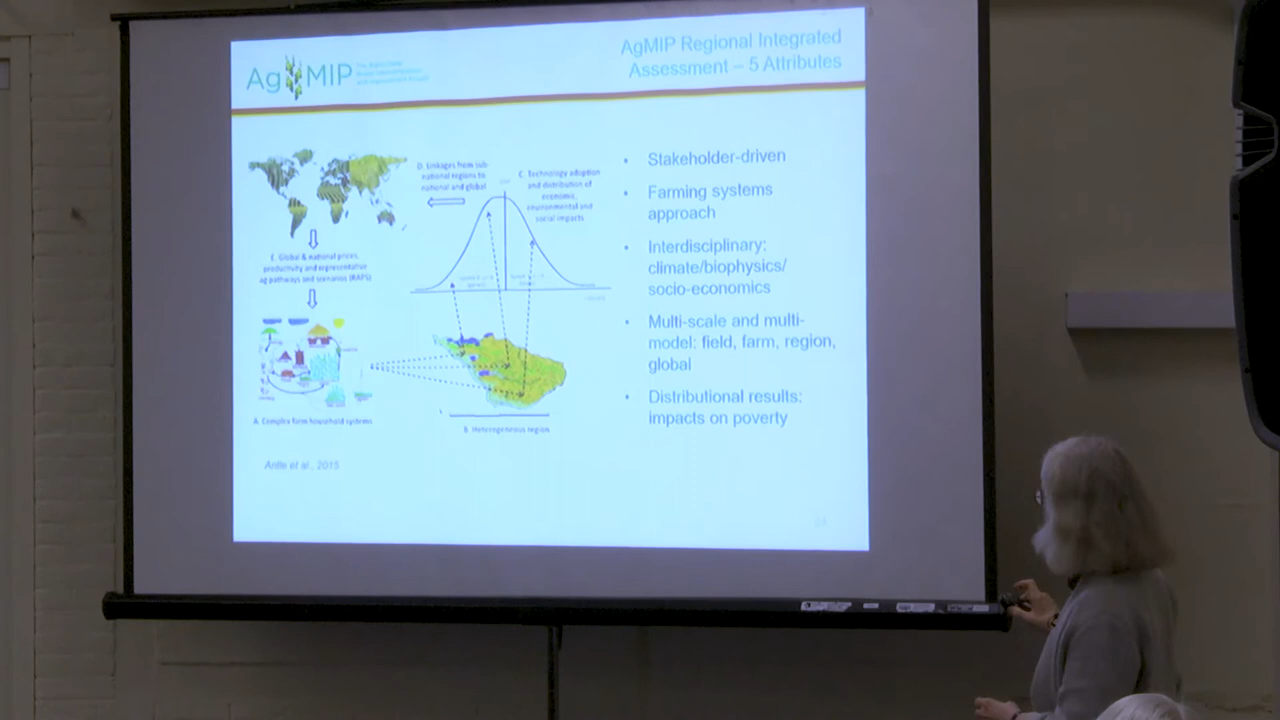 AgMIP
AgMIP Regional Integrated
Assessment – 5 Attributes
D. Linkages from sub-
national regions to
national and global
C. Technology adoption
and distribution of
economic,
environmental and
social impacts
E. Global & national prices,
productivity and representative
ag pathways and scenarios (RAPS)
A. Complex farm household systems
B. Heterogeneous region
Antle et al., 2015
• Stakeholder-driven
• Farming systems
approach
• Interdisciplinary:
climate/biophysics/
socio-economics
• Multi-scale and multi-
model: field, farm, region,
global
• Distributional results:
impacts on poverty